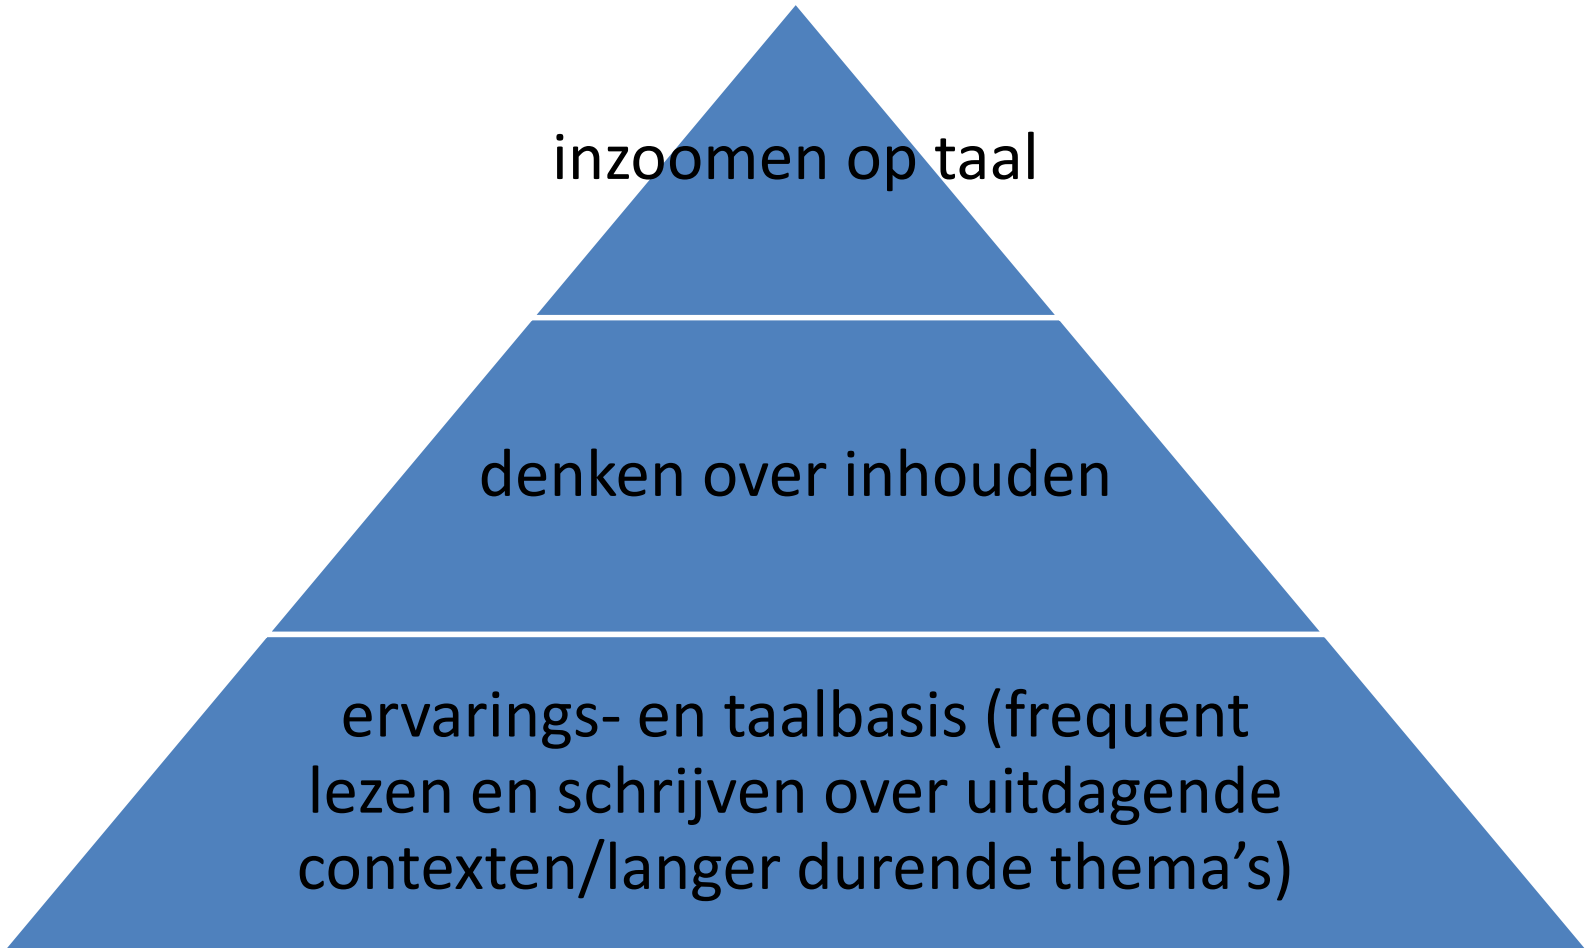 inzoomen op taal
denken over inhouden
ervarings- en taalbasis (frequent
lezen en schrijven over uitdagende
contexten/langer durende thema’s)